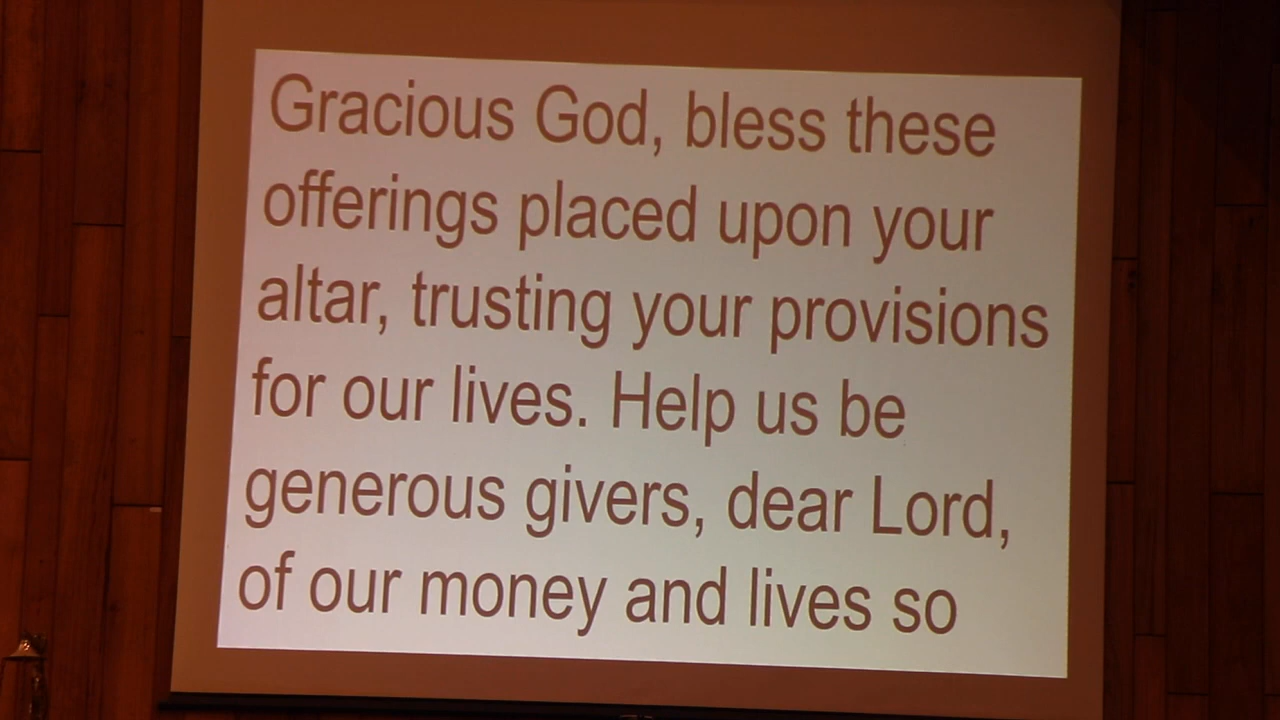 Gracious God, bless these
offerings placed upon your
altar, trusting your provisions
for our lives. Help us be
generous givers, dear Lord,
of our money and lives so